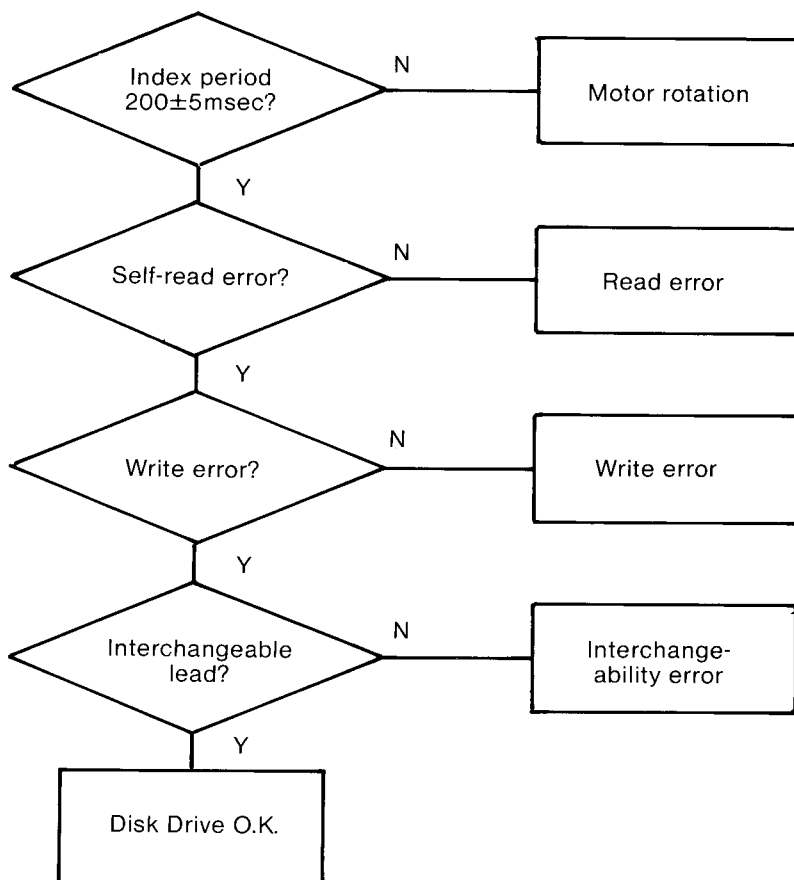 Index period
200±5msec?
N
Motor rotation
Y
Self-read error?
N
Read error
Y
Write error?
N
Write error
Y
Interchangeable
lead?
N
Interchange-
ability error
Y
Disk Drive O.K.